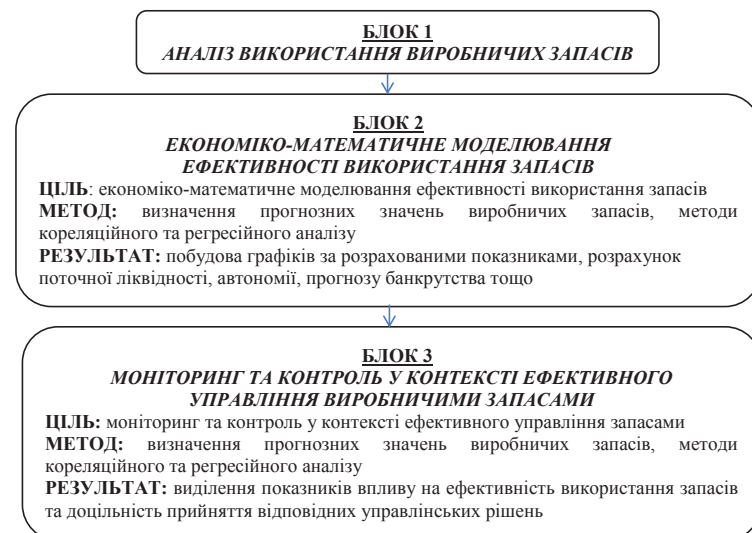 БЛОК 1
АНАЛІЗ ВИКОРИСТАННЯ ВИРОБНИЧИХ ЗАПАСІВ
БЛОК 2
ЕКОНОМІКО-МАТЕМАТИЧНЕ МОДЕЛЮВАННЯ
ЕФЕКТИВНОСТІ ВИКОРИСТАННЯ ЗАПАСІВ
ЦІЛЬ: економіко-математичне моделювання ефективності використання запасів
МЕТОД: визначення прогнозних значень виробничих запасів, методи
кореляційного та регресійного аналізу
РЕЗУЛЬТАТ: побудова графіків за розрахованими показниками, розрахунок
поточної ліквідності, автономії, прогнозу банкрутства тощо
БЛОК 3
МОНІТОРИНГ ТА КОНТРОЛЬ У КОНТЕКСТІ ЕФЕКТИВНОГО
УПРАВЛІННЯ ВИРОБНИЧИМИ ЗАПАСАМИ
ЦІЛЬ: моніторинг та контроль у контексті ефективного управління запасами
МЕТОД: визначення прогнозних значень виробничих запасів, методи
кореляційного та регресійного аналізу
РЕЗУЛЬТАТ: виділення показників впливу на ефективність використання запасів
та доцільність прийняття відповідних управлінських рішень